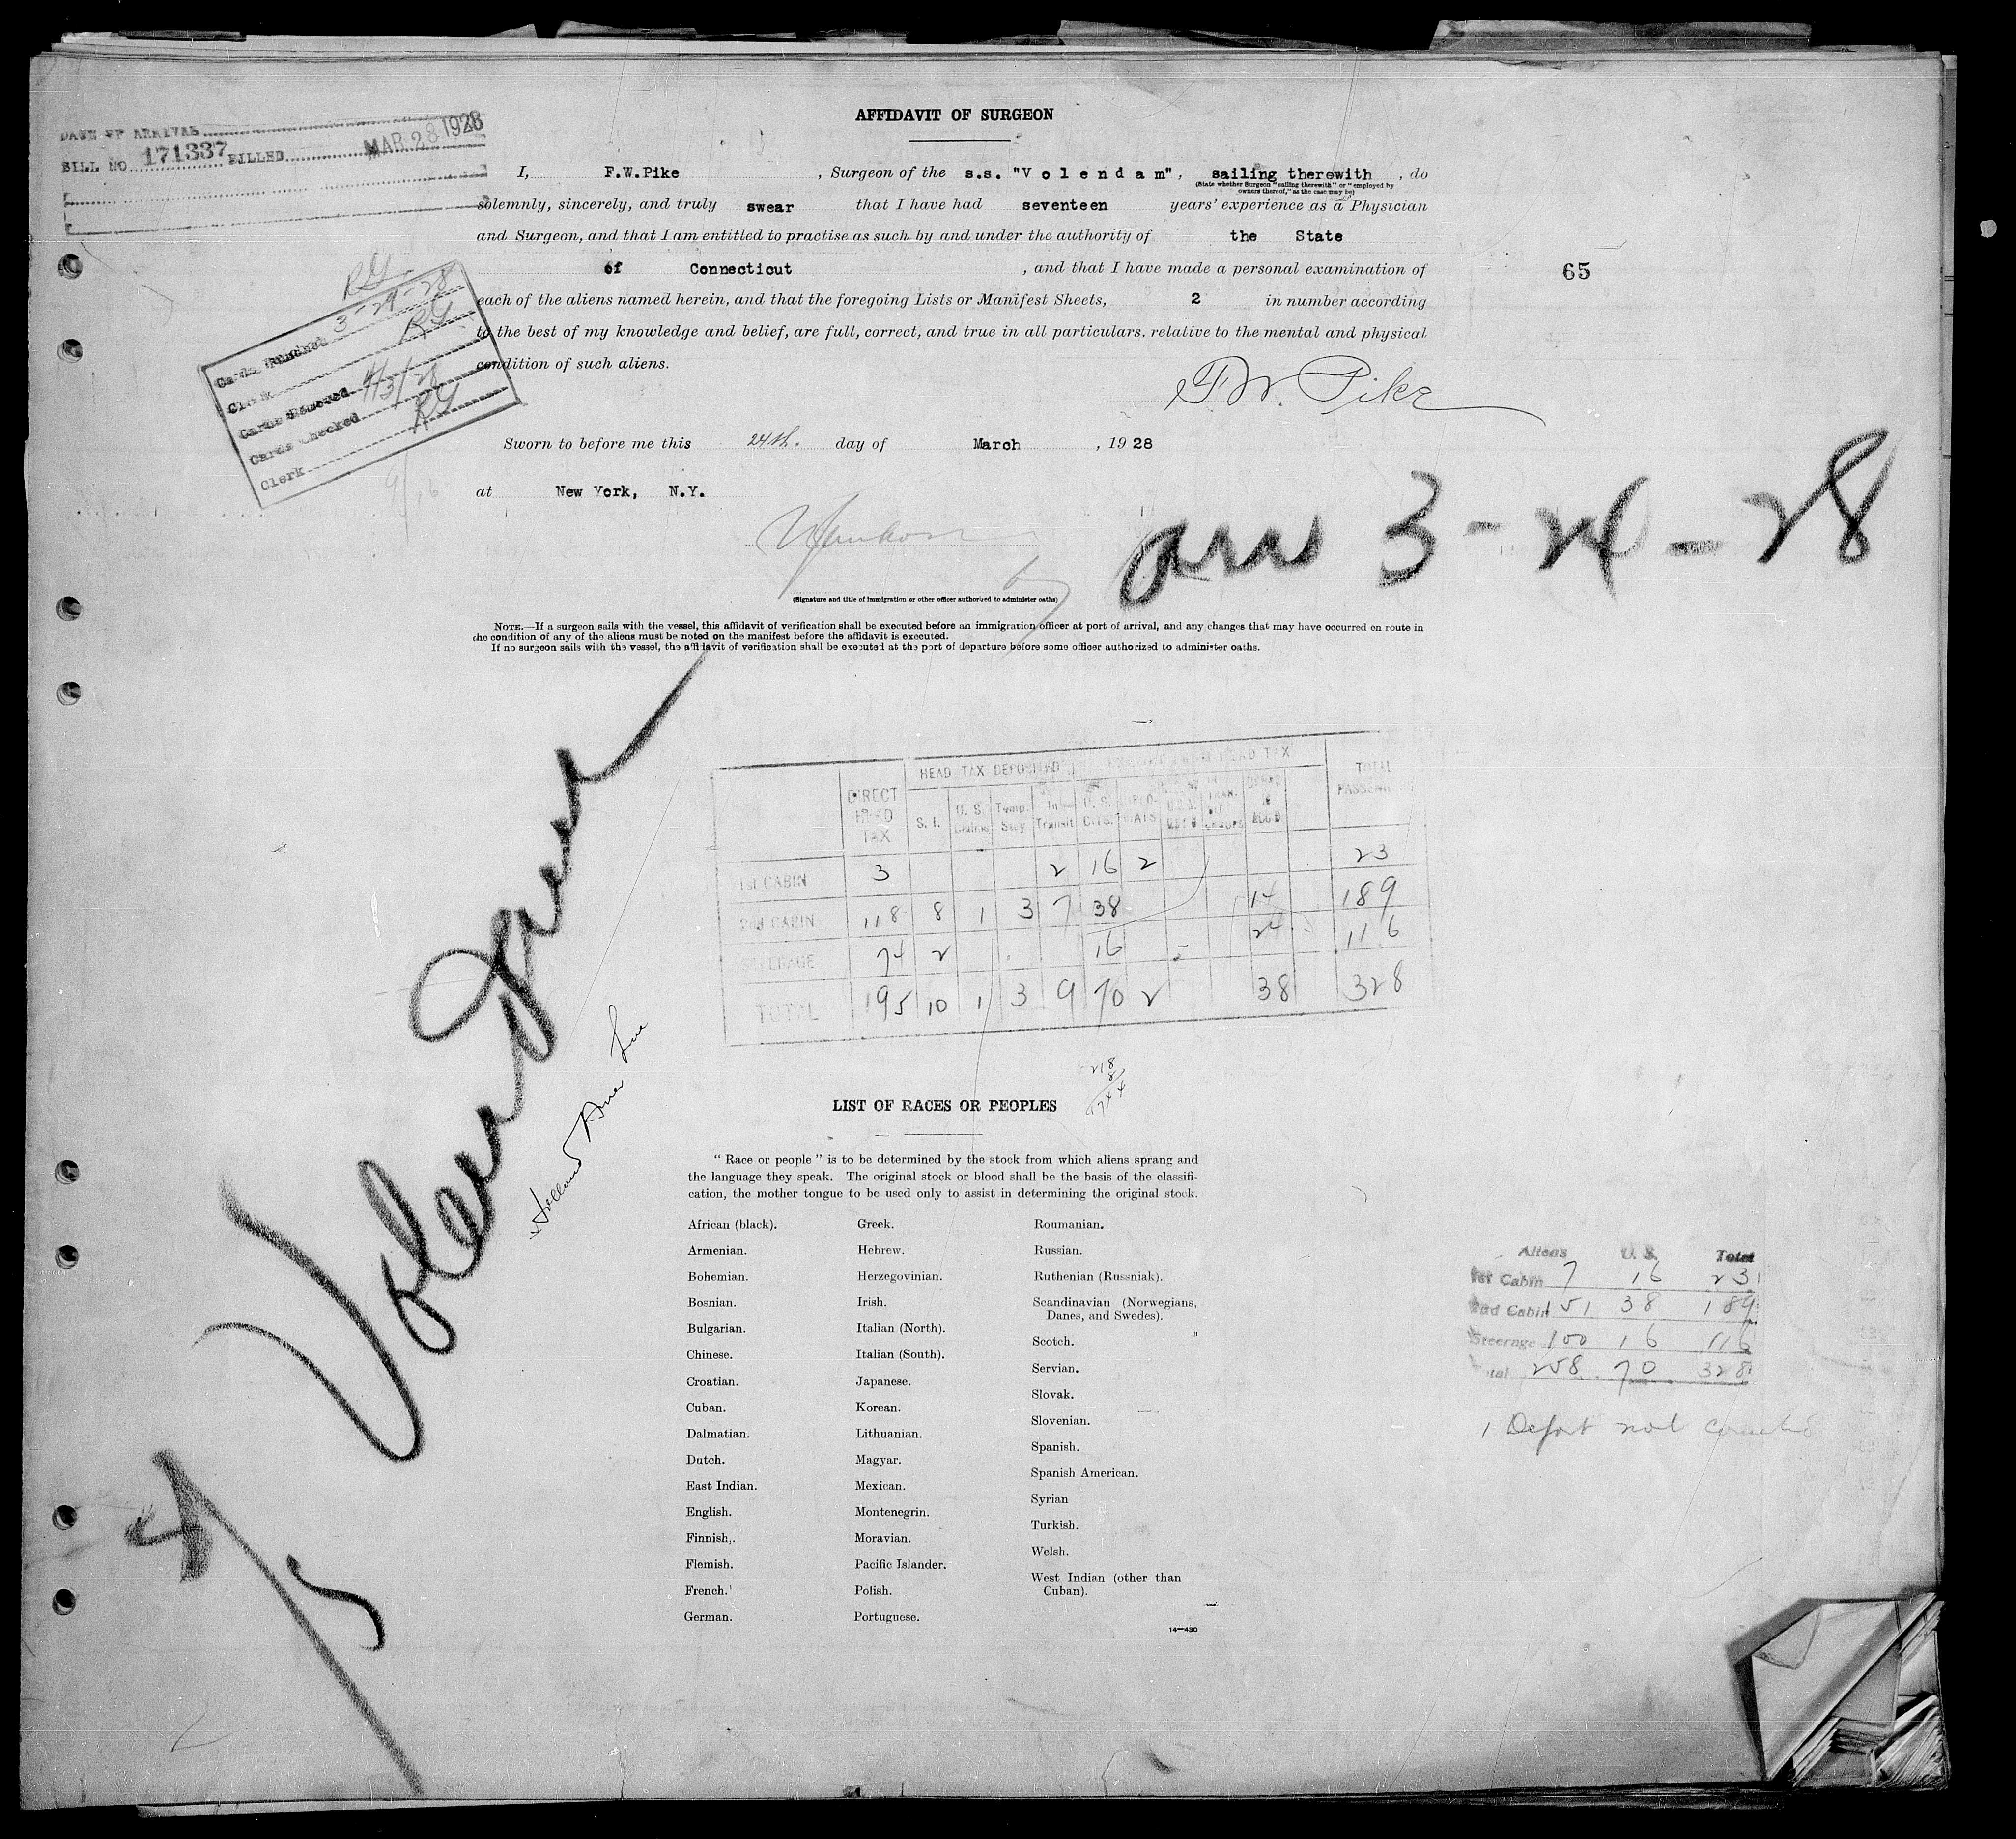 AFFIDAVIT OF SURGEON
DATE OF ARRIVAL
BILL NO 171337 BILLED MAR 28 1928
I, F.W.Pike , Surgeon of the s.s. "V o l e n d a m", sailing therewith , do
(State whether Surgeon "sailing therewith" or "employed by
owners thereof," as the case may be)
solemnly, sincerely, and truly swear that I have had seventeen years' experience as a Physician
and Surgeon, and that I am entitled to practise as such by and under the authority of the State
of Connecticut , and that I have made a personal examination of
65
each of the aliens named herein, and that the foregoing Lists or Manifest Sheets, 2 in number according
to the best of my knowledge and belief, are full, correct, and true in all particulars. relative to the mental and physical
condition of such aliens.
RG
Cards Punched 3-29-28
Clerk RG
Cards Removed 4/3/28
Cards Checked RG
Clerk
F.W. Pike
Sworn to before me this 24th. day of March , 19 28
at New York, N.Y.
3-24-28
(Signature and title of immigration or other officer authorized to administer oaths)
NOTE.—If a surgeon sails with the vessel, this affidavit of verification shall be executed before an immigration officer at port of arrival, and any changes that may have occurred en route in
the condition of any of the aliens must be noted on the manifest before the affidavit is executed.
If no surgeon sails with the vessel, the affidavit of verification shall be executed at the port of departure before some officer authorized to administer oaths.
Volendam
Holland Amer Line
HEAD TAX DEPOSITED
DIRECT HEAD TAX S. I. U. S. Temp. Stay In Transit U. S. CITS. TOTAL PASSENGERS
1st CABIN 3 2 16 2 23
2nd CABIN 118 8 1 3 7 38 14 189
STEERAGE 74 2 16 24 116
TOTAL 195 10 1 3 9 70 2 38 328
218
8
1744
LIST OF RACES OR PEOPLES
" Race or people " is to be determined by the stock from which aliens sprang and
the language they speak. The original stock or blood shall be the basis of the classifi-
cation, the mother tongue to be used only to assist in determining the original stock.
African (black).
Armenian.
Bohemian.
Bosnian.
Bulgarian.
Chinese.
Croatian.
Cuban.
Dalmatian.
Dutch.
East Indian.
English.
Finnish,.
Flemish.
French.
German.
Greek.
Hebrew.
Herzegovinian.
Irish.
Italian (North).
Italian (South).
Japanese.
Korean.
Lithuanian.
Magyar.
Mexican.
Montenegrin.
Moravian.
Pacific Islander.
Polish.
Portuguese.
Roumanian.
Russian.
Ruthenian (Russniak).
Scandinavian (Norwegians,
Danes, and Swedes).
Scotch.
Servian.
Slovak.
Slovenian.
Spanish.
Spanish American.
Syrian
Turkish.
Welsh.
West Indian (other than
Cuban).
14—430
Aliens U. S. Total
1st Cabin 7 16 23
2nd Cabin 151 38 189
Steerage 100 16 116
Total 258 70 328
1 Deport not counted
4/5